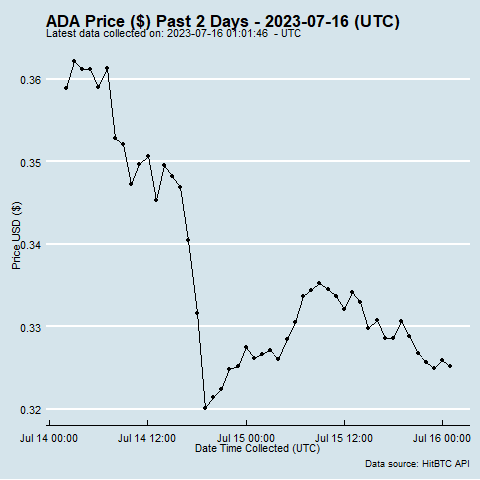 ADA Price ($) Past 2 Days - 2023-07-16 (UTC)
Latest data collected on: 2023-07-16 01:01:46 - UTC
0.36
0.35
0.34
0.33
0.32
Price USD ($)
Jul 14 00:00 Jul 14 12:00 Jul 15 00:00 Jul 15 12:00 Jul 16 00:00
Date Time Collected (UTC)
Data source: HitBTC API